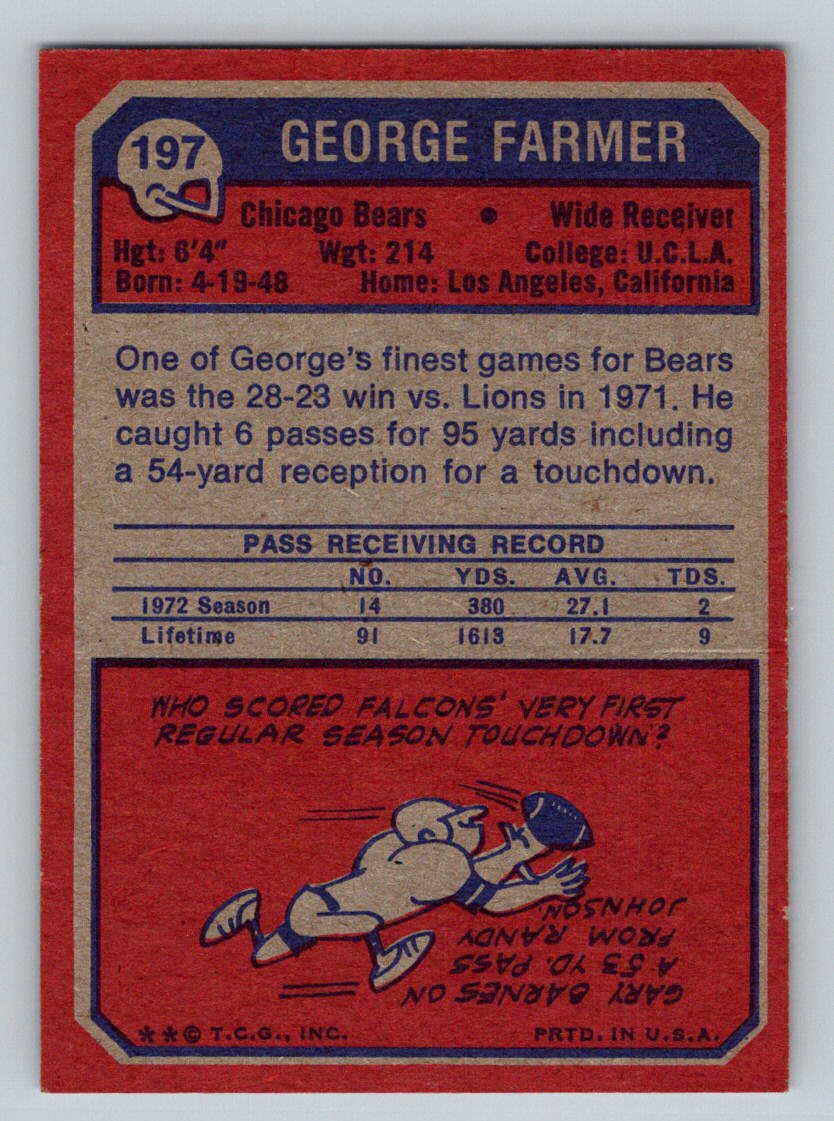 197
GEORGE FARMER
Chicago Bears • Wide Receiver
Hgt: 6'4" Wgt: 214 College: U.C.L.A.
Born: 4-19-48 Home: Los Angeles, California
One of George's finest games for Bears
was the 28-23 win vs. Lions in 1971. He
caught 6 passes for 95 yards including
a 54-yard reception for a touchdown.
PASS RECEIVING RECORD
NO. YDS. AVG. TDS.
1972 Season 14 380 27.1 2
Lifetime 91 1613 17.7 9
WHO SCORED FALCONS' VERY FIRST
REGULAR SEASON TOUCHDOWN?
GARY BARNES ON
A 53 YD. PASS
FROM RANDY
JOHNSON.
**© T.C.G., INC. PRTD. IN U.S.A.